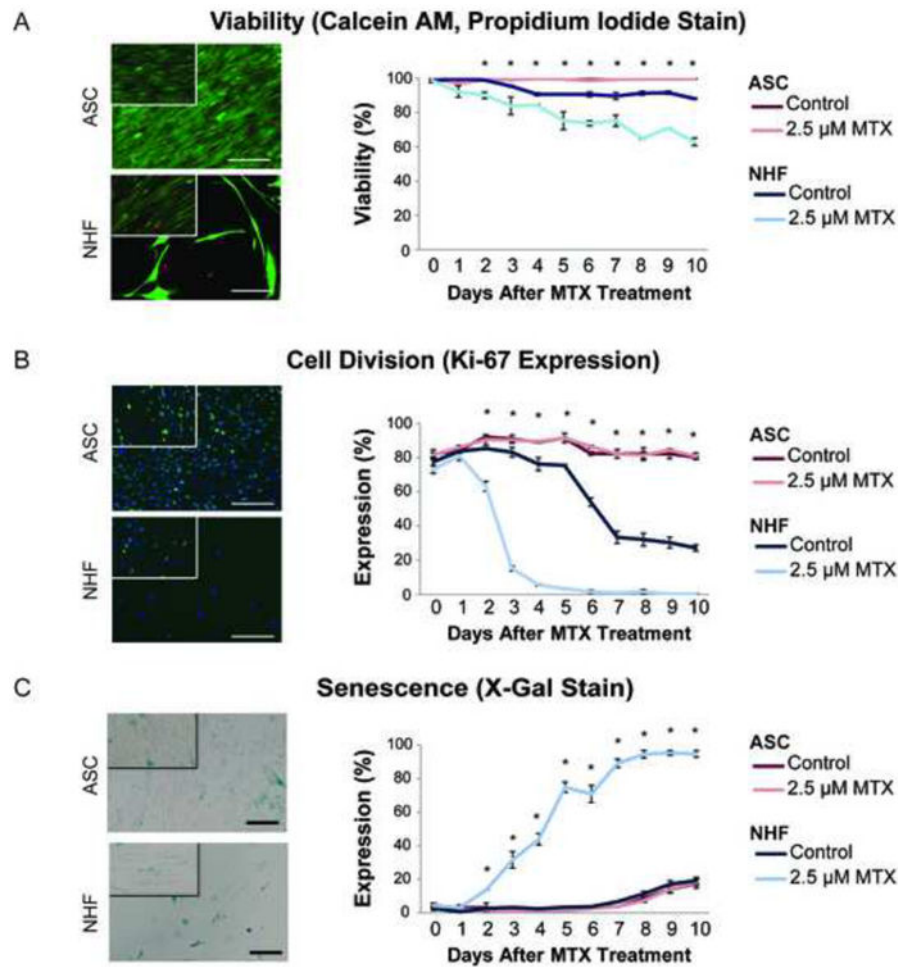 A
Viability (Calcein AM, Propidium Iodide Stain)
ASC
NHF
Viability (%)
100
80
60
40
20
0
* * * * * * * * *
0 1 2 3 4 5 6 7 8 9 10
Days After MTX Treatment
ASC
Control
2.5 µM MTX
NHF
Control
2.5 µM MTX
B
Cell Division (Ki-67 Expression)
ASC
NHF
Expression (%)
100
80
60
40
20
0
* * * * * * * * *
0 1 2 3 4 5 6 7 8 9 10
Days After MTX Treatment
ASC
Control
2.5 µM MTX
NHF
Control
2.5 µM MTX
C
Senescence (X-Gal Stain)
ASC
NHF
Expression (%)
100
80
60
40
20
0
* * * * * * * * *
0 1 2 3 4 5 6 7 8 9 10
Days After MTX Treatment
ASC
Control
2.5 µM MTX
NHF
Control
2.5 µM MTX